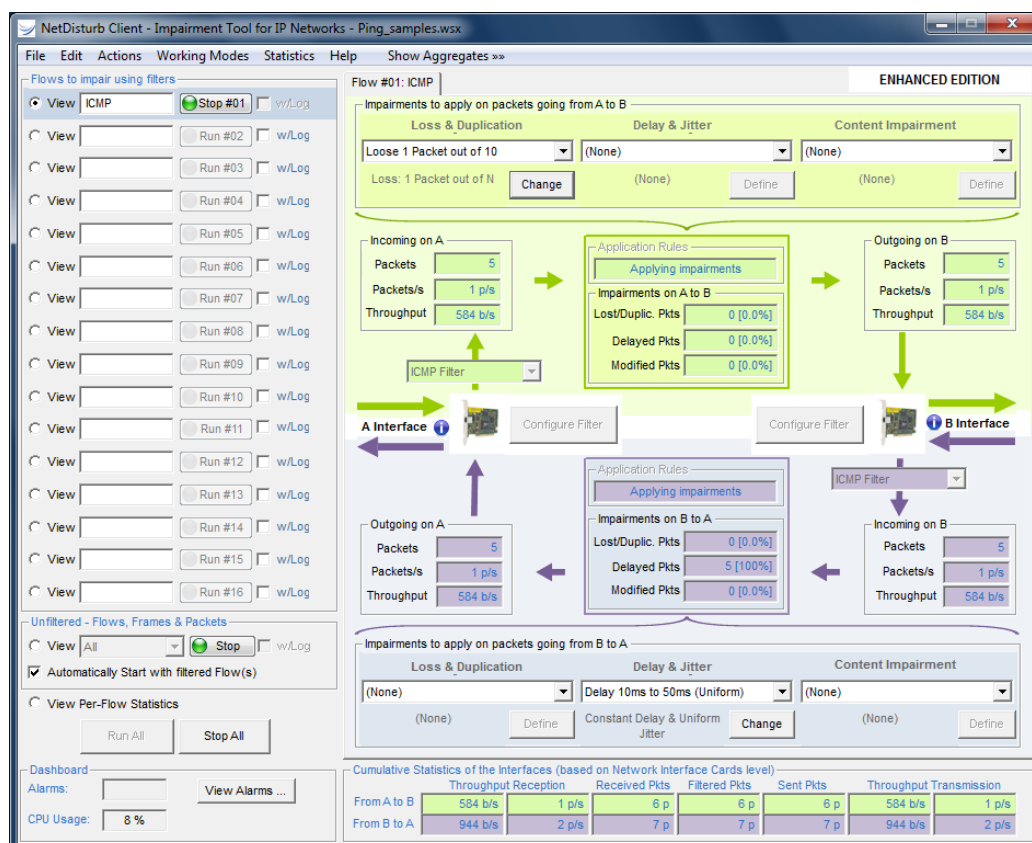 NetDisturb Client - Impairment Tool for IP Networks - Ping_samples.wsx
File Edit Actions Working Modes Statistics Help Show Aggregates »»
Flows to impair using filters
View ICMP Stop #01 w/Log
View Run #02 w/Log
View Run #03 w/Log
View Run #04 w/Log
View Run #05 w/Log
View Run #06 w/Log
View Run #07 w/Log
View Run #08 w/Log
View Run #09 w/Log
View Run #10 w/Log
View Run #11 w/Log
View Run #12 w/Log
View Run #13 w/Log
View Run #14 w/Log
View Run #15 w/Log
View Run #16 w/Log
Unfiltered - Flows, Frames & Packets
View All Stop w/Log
Automatically Start with filtered Flow(s)
View Per-Flow Statistics
Run All Stop All
Dashboard
Alarms: View Alarms ...
CPU Usage: 8 %
Flow #01: ICMP ENHANCED EDITION
Impairments to apply on packets going from A to B
Loss & Duplication Delay & Jitter Content Impairment
Loose 1 Packet out of 10 (None) (None)
Loss: 1 Packet out of N Change (None) Define (None) Define
Incoming on A
Packets 5
Packets/s 1 p/s
Throughput 584 b/s
Application Rules
Applying impairments
Impairments on A to B
Lost/Duplic. Pkts 0 [0.0%]
Delayed Pkts 0 [0.0%]
Modified Pkts 0 [0.0%]
Outgoing on B
Packets 5
Packets/s 1 p/s
Throughput 584 b/s
ICMP Filter
A Interface Configure Filter Configure Filter B Interface
ICMP Filter
Outgoing on A
Packets 5
Packets/s 1 p/s
Throughput 584 b/s
Application Rules
Applying impairments
Impairments on B to A
Lost/Duplic. Pkts 0 [0.0%]
Delayed Pkts 5 [100%]
Modified Pkts 0 [0.0%]
Incoming on B
Packets 5
Packets/s 1 p/s
Throughput 584 b/s
Impairments to apply on packets going from B to A
Loss & Duplication Delay & Jitter Content Impairment
(None) Delay 10ms to 50ms (Uniform) (None)
(None) Define Constant Delay & Uniform Change (None) Define
Jitter
Cumulative Statistics of the Interfaces (based on Network Interface Cards level)
Throughput Reception Received Pkts Filtered Pkts Sent Pkts Throughput Transmission
From A to B 584 b/s 1 p/s 6 p 6 p 6 p 584 b/s 1 p/s
From B to A 944 b/s 2 p/s 7 p 7 p 7 p 944 b/s 2 p/s